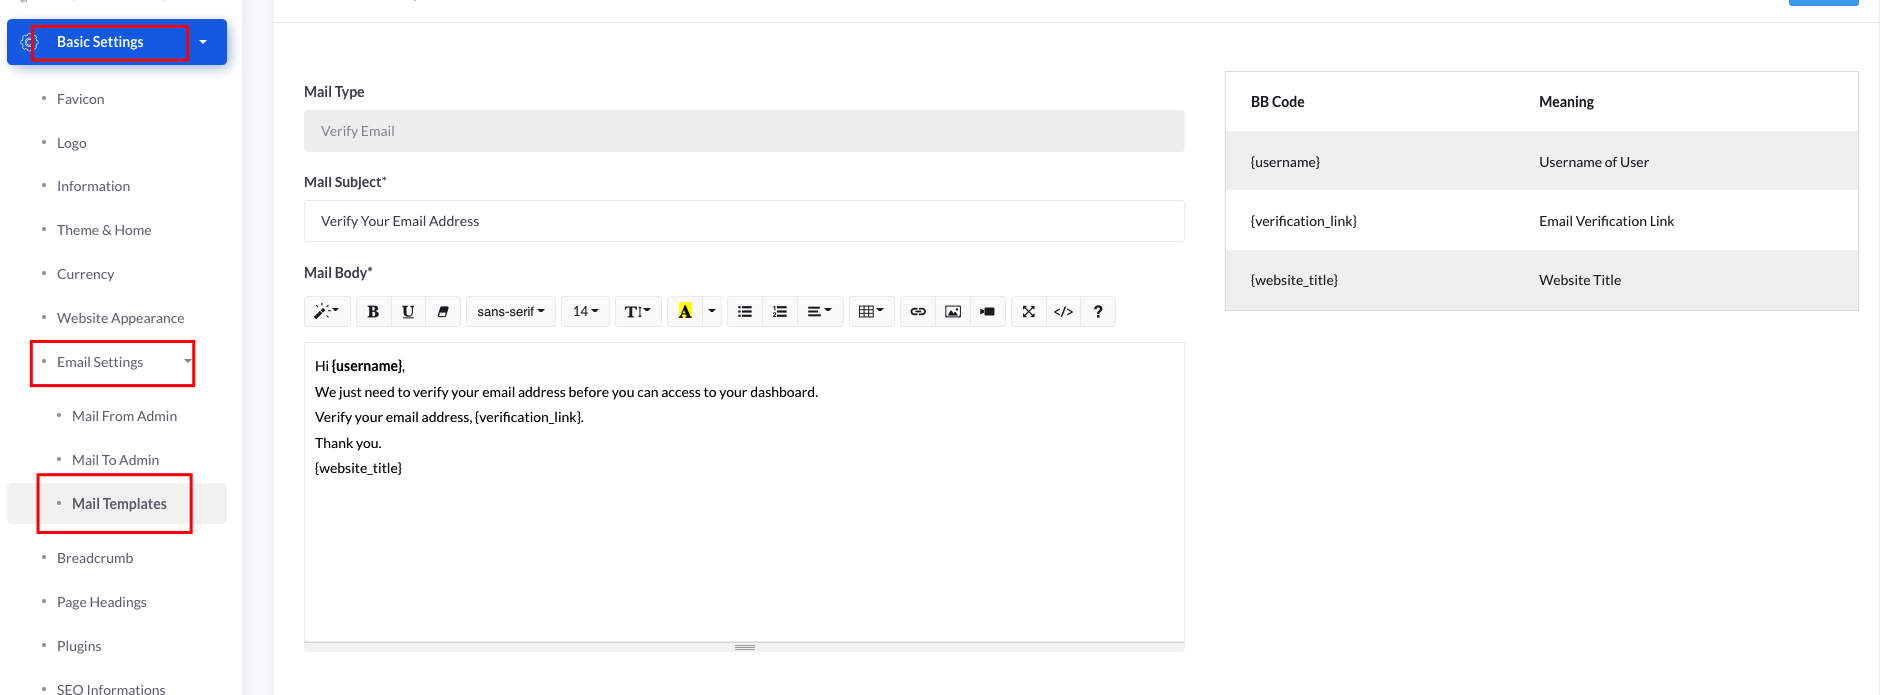 Basic Settings
Favicon
Logo
Information
Theme & Home
Currency
Website Appearance
Email Settings
Mail From Admin
Mail To Admin
Mail Templates
Breadcrumb
Page Headings
Plugins
SEO Informations
Mail Type
Verify Email
Mail Subject*
Verify Your Email Address
Mail Body*
B U sans-serif 14 T A </> ?
Hi {username},
We just need to verify your email address before you can access to your dashboard.
Verify your email address, {verification_link}.
Thank you.
{website_title}
BB Code Meaning
{username} Username of User
{verification_link} Email Verification Link
{website_title} Website Title